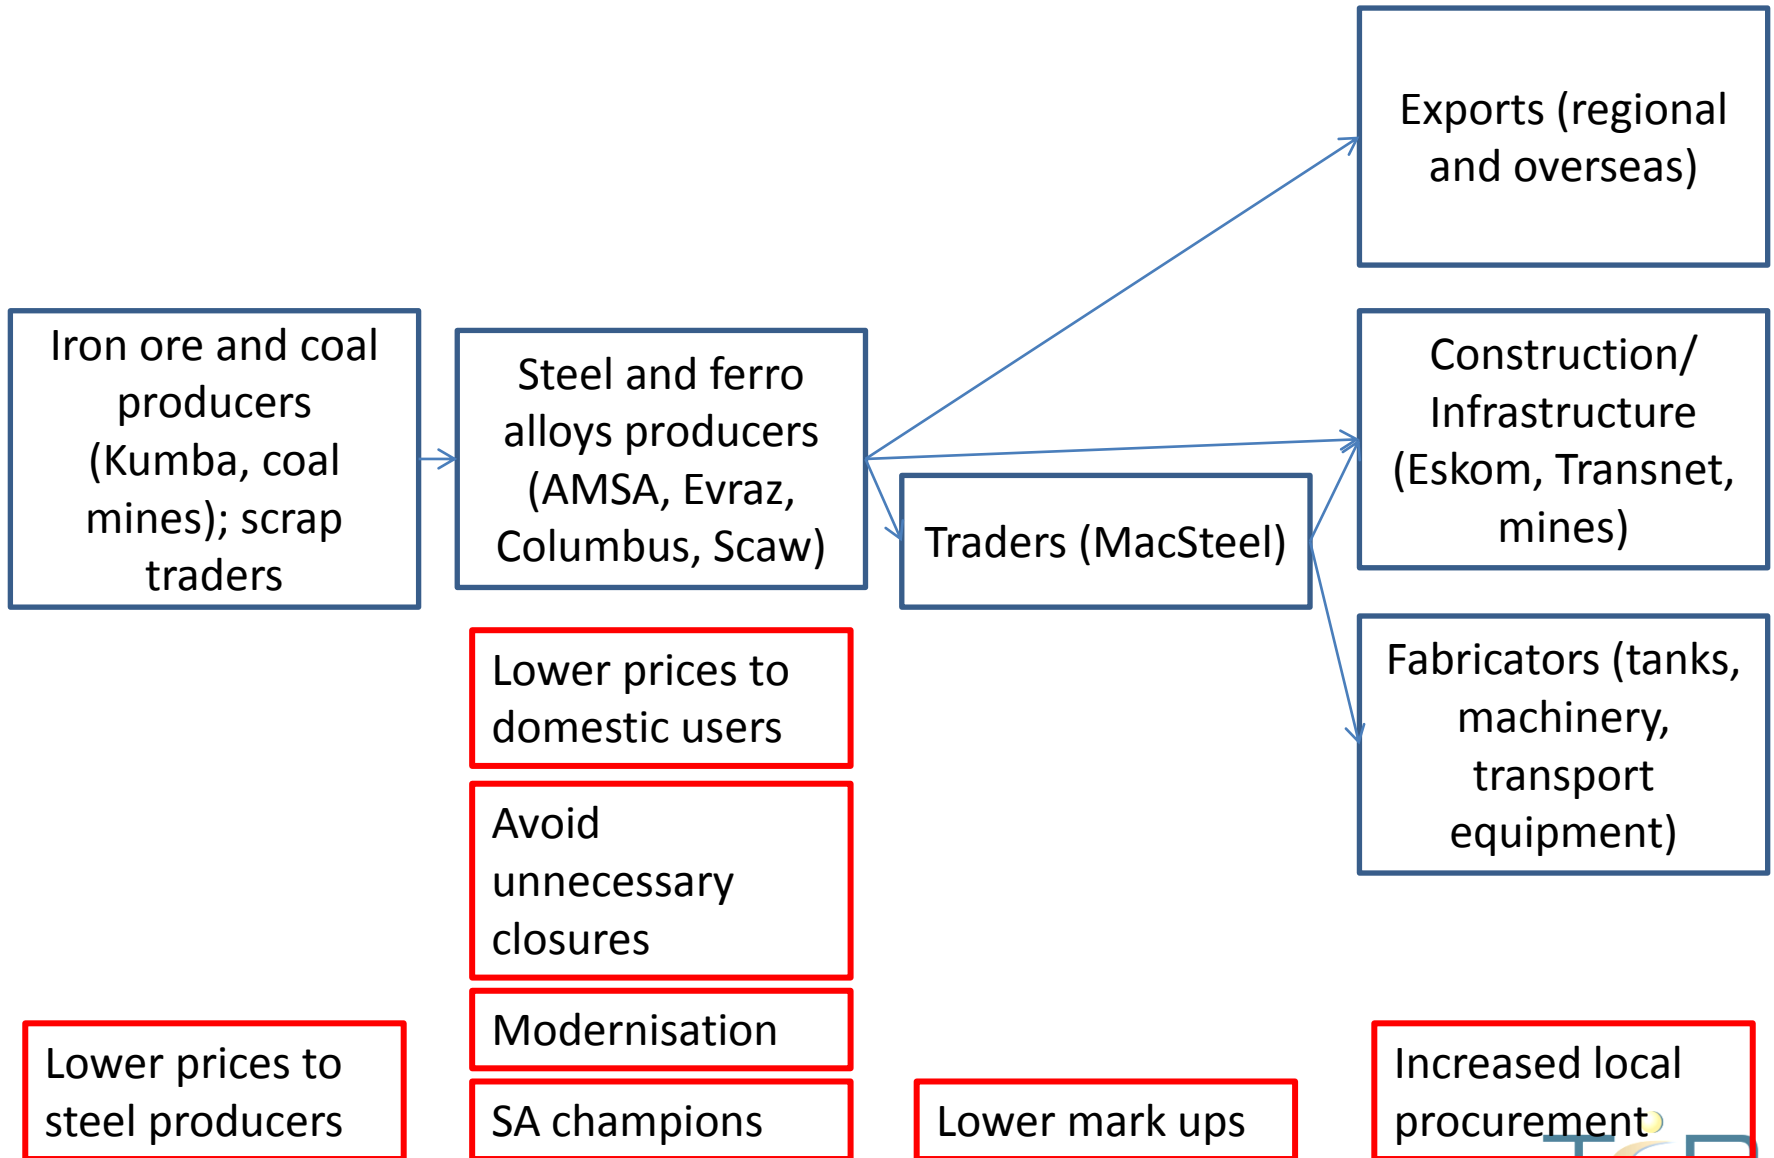 Exports (regional
and overseas)
Iron ore and coal
producers
(Kumba, coal
mines); scrap
traders
Steel and ferro
alloys producers
(AMSA, Evraz,
Columbus, Scaw)
Traders (MacSteel)
Construction/
Infrastructure
(Eskom, Transnet,
mines)
Fabricators (tanks,
machinery,
transport
equipment)
Lower prices to
domestic users
Avoid
unnecessary
closures
Modernisation
SA champions
Lower prices to
steel producers
Lower mark ups
Increased local
procurement